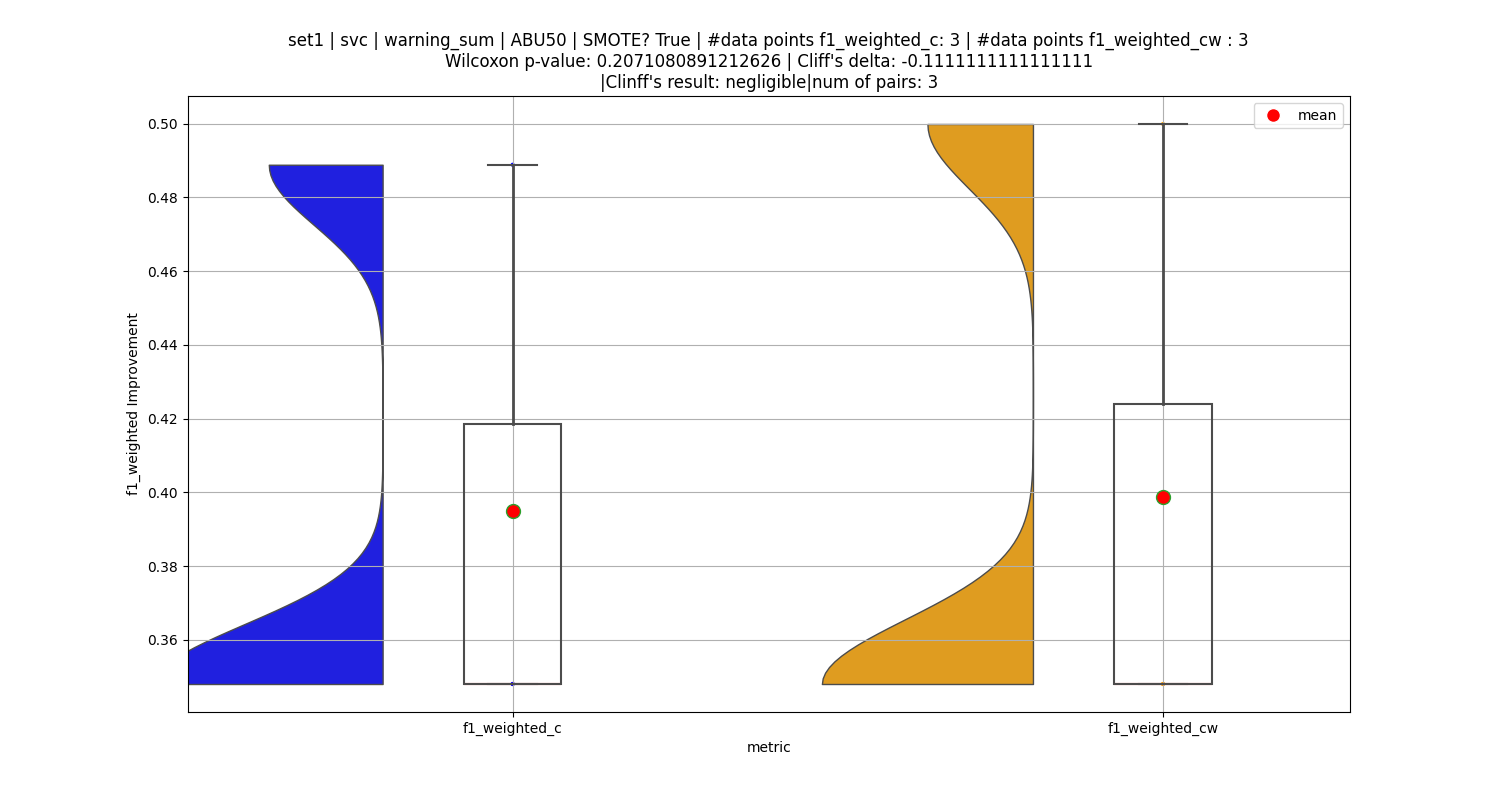 set1 | svc | warning_sum | ABU50 | SMOTE? True | #data points f1_weighted_c: 3 | #data points f1_weighted_cw : 3
Wilcoxon p-value: 0.2071080891212626 | Cliff's delta: -0.1111111111111111
|Clinff's result: negligible|num of pairs: 3
mean
0.50
0.48
0.46
0.44
0.42
0.40
0.38
0.36
f1_weighted Improvement
f1_weighted_c
f1_weighted_cw
metric